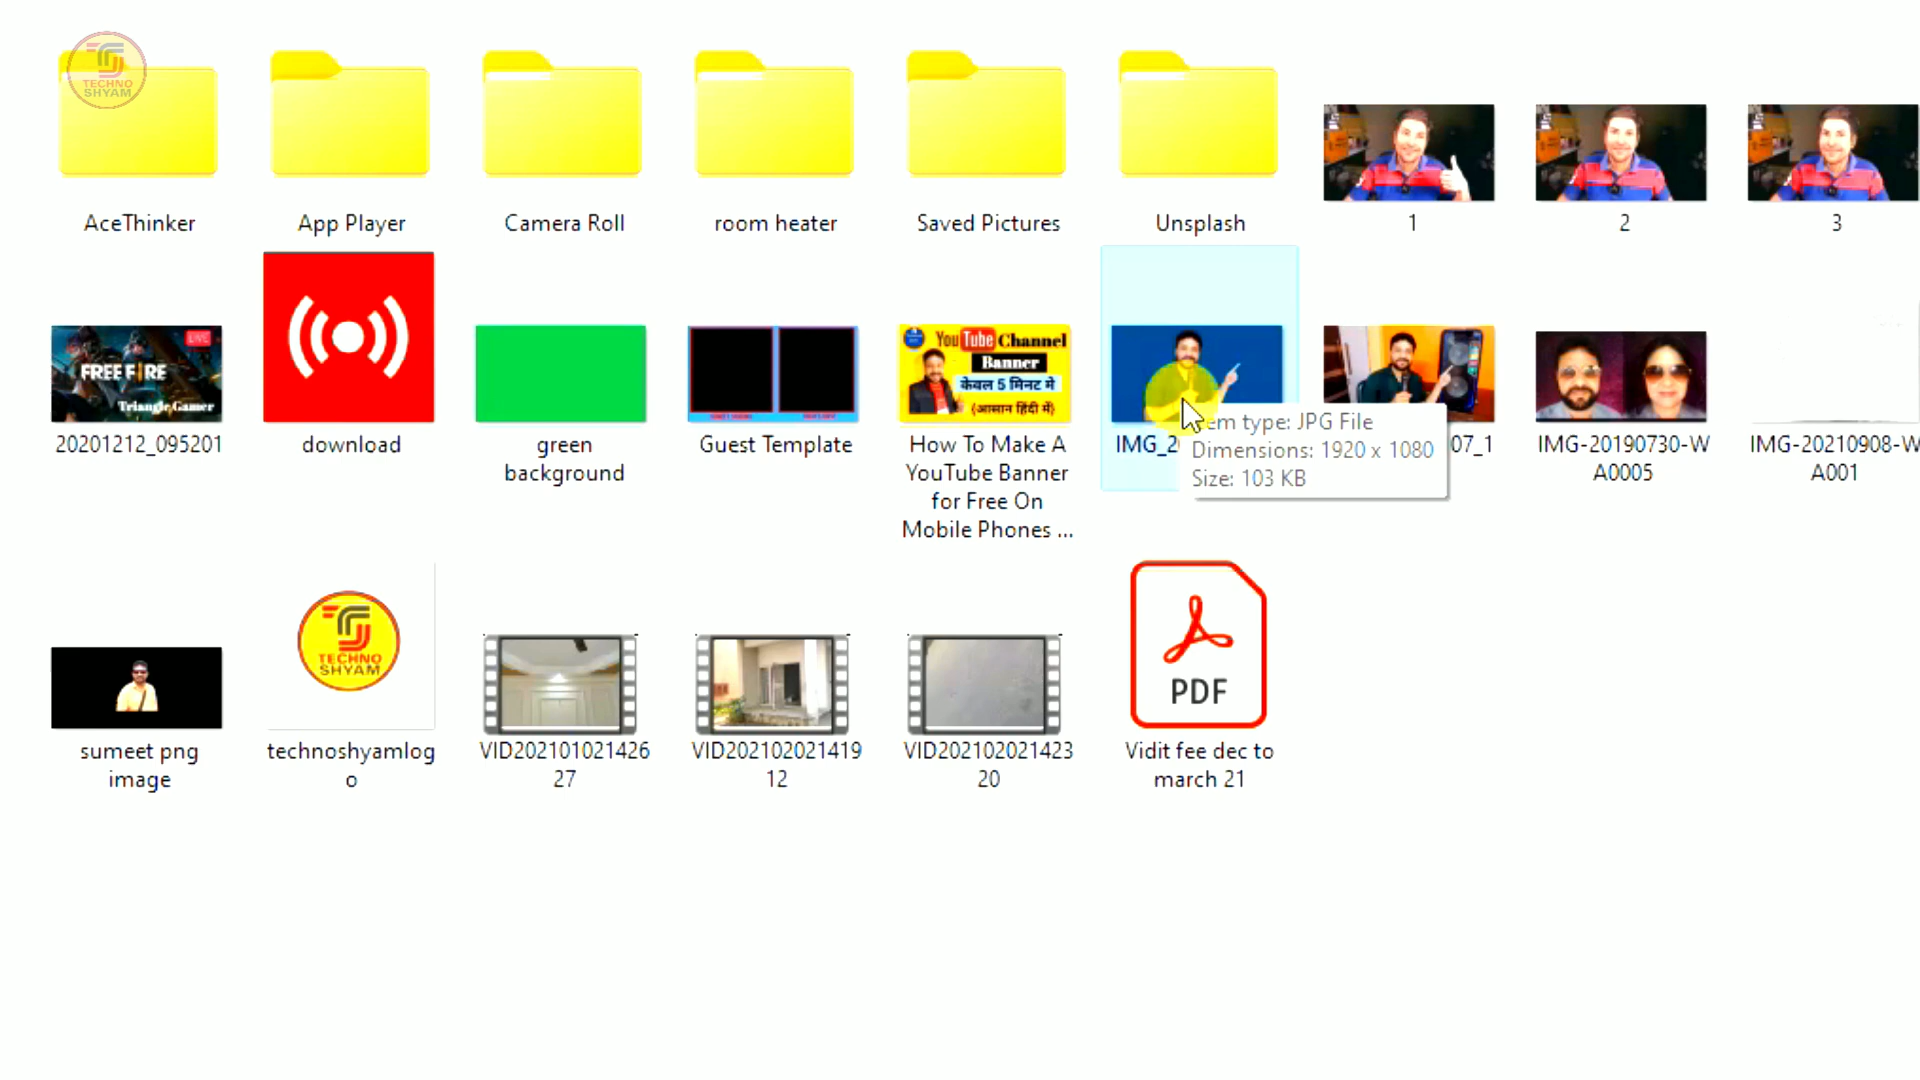 TECHNO
SHYAM
AceThinker
App Player
Camera Roll
room heater
Saved Pictures
Unsplash
1
2
3
LIVE
FREE FIRE
Triangle Gamer
YouTube Channel
Banner
केवल 5 मिनट मे
(आसान हिंदी में)
20201212_095201
download
green
background
Guest Template
How To Make A
YouTube Banner
for Free On
Mobile Phones ...
IMG_2
em type: JPG File
Dimensions: 1920 x 1080
Size: 103 KB
07_1
IMG-20190730-W
A0005
IMG-20210908-W
A001
TECHNO
SHYAM
PDF
sumeet png
image
technoshyamlog
o
VID202101021426
27
VID202102021419
12
VID202102021423
20
Vidit fee dec to
march 21